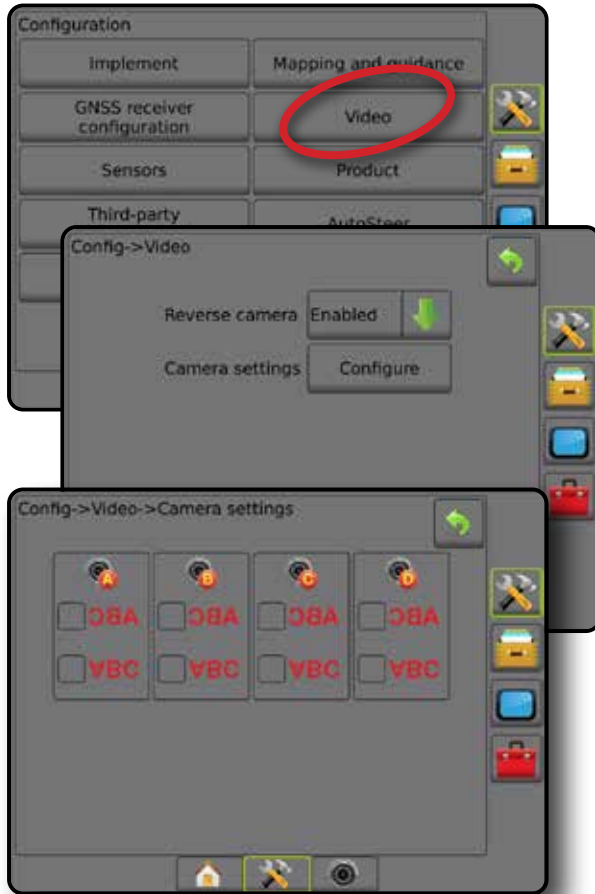 Configuration
Implement
Mapping and guidance
GNSS receiver
configuration
Video
Sensors
Product
Third-party
AutoSteer
Config->Video
Reverse camera
Enabled
Camera settings
Configure
Config->Video->Camera settings
A
B
C
D
ABC
ABC
ABC
ABC
ABC
ABC
ABC
ABC